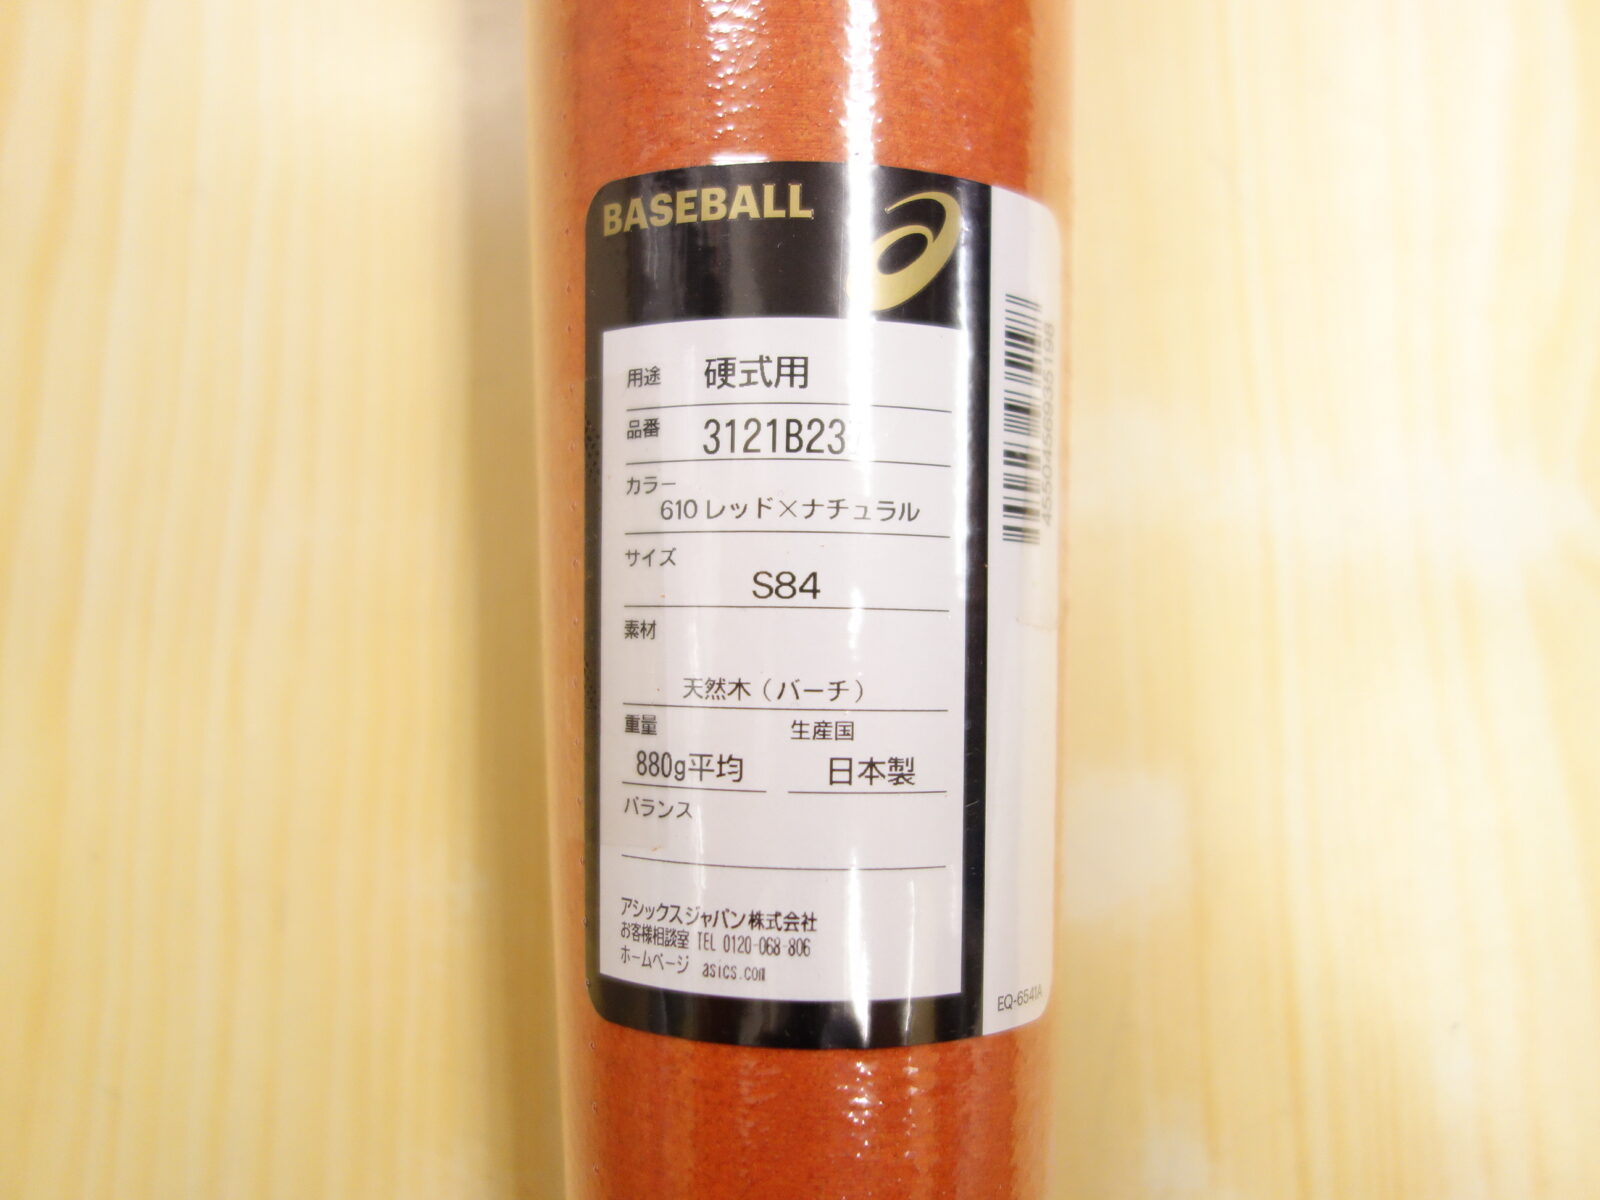 BASEBALL
用途 硬式用
品番
カラー
610 レッド×ナチュラル
サイズ
S84
素材
天然木(バーチ)
重量 生産国
880g平均 日本製
バランス
アシックスジャパン株式会社
お客様相談室 TEL 0120-068-806
ホームページ asics.com
4550456935198
EQ-6541A